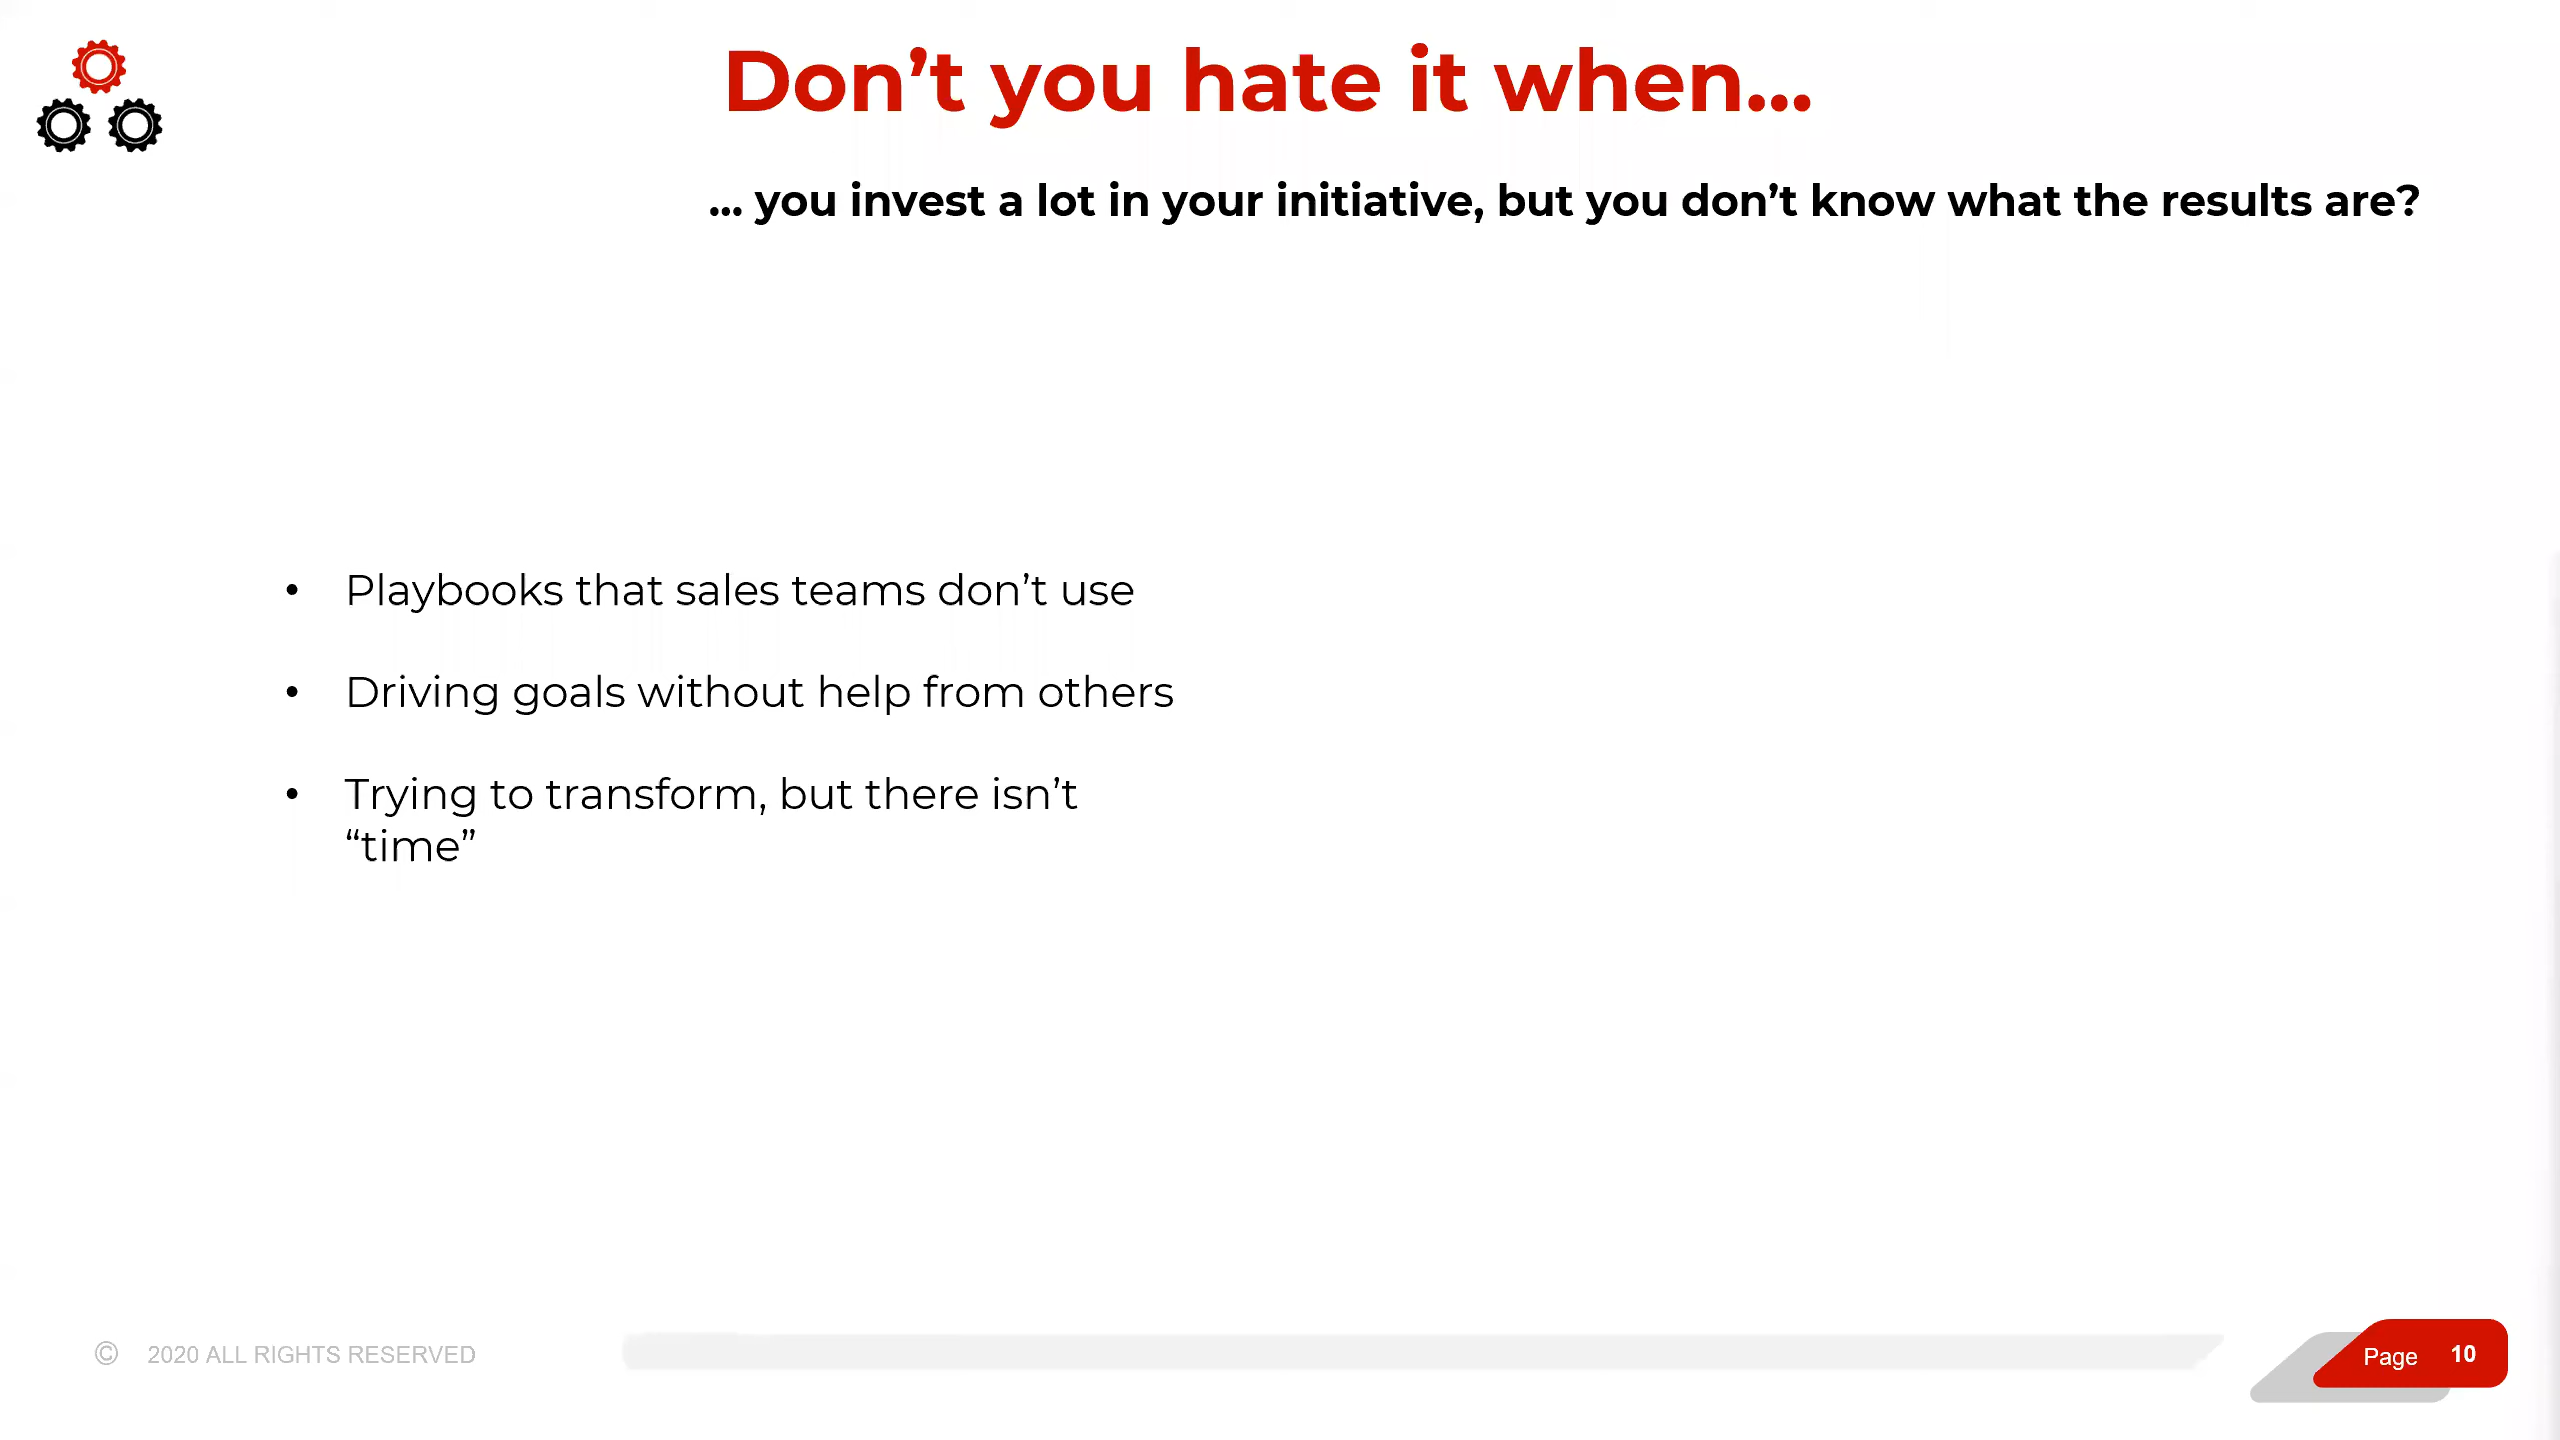 Don’t you hate it when...
... you invest a lot in your initiative, but you don’t know what the results are?
• Playbooks that sales teams don’t use
• Driving goals without help from others
• Trying to transform, but there isn’t
“time”
© 2020 ALL RIGHTS RESERVED
Page 10